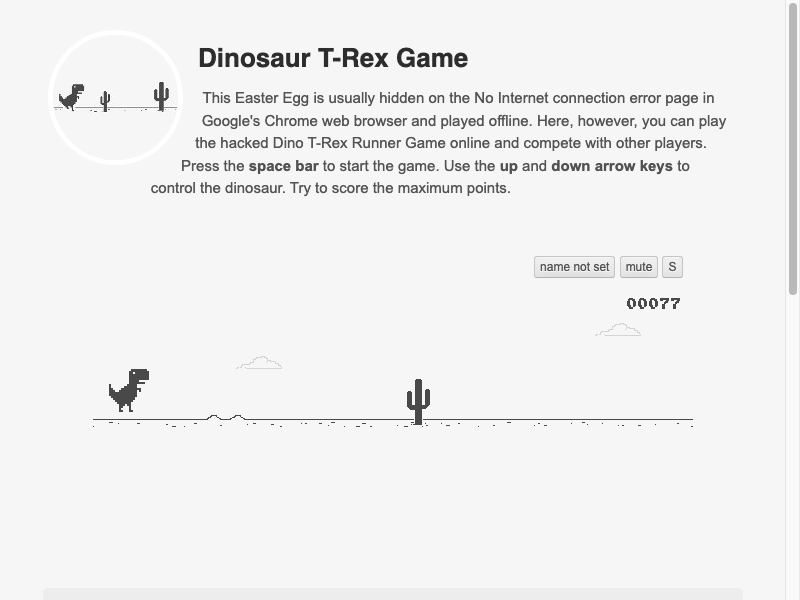 Dinosaur T-Rex Game
This Easter Egg is usually hidden on the No Internet connection error page in
Google's Chrome web browser and played offline. Here, however, you can play
the hacked Dino T-Rex Runner Game online and compete with other players.
Press the space bar to start the game. Use the up and down arrow keys to
control the dinosaur. Try to score the maximum points.
name not set mute S
00077